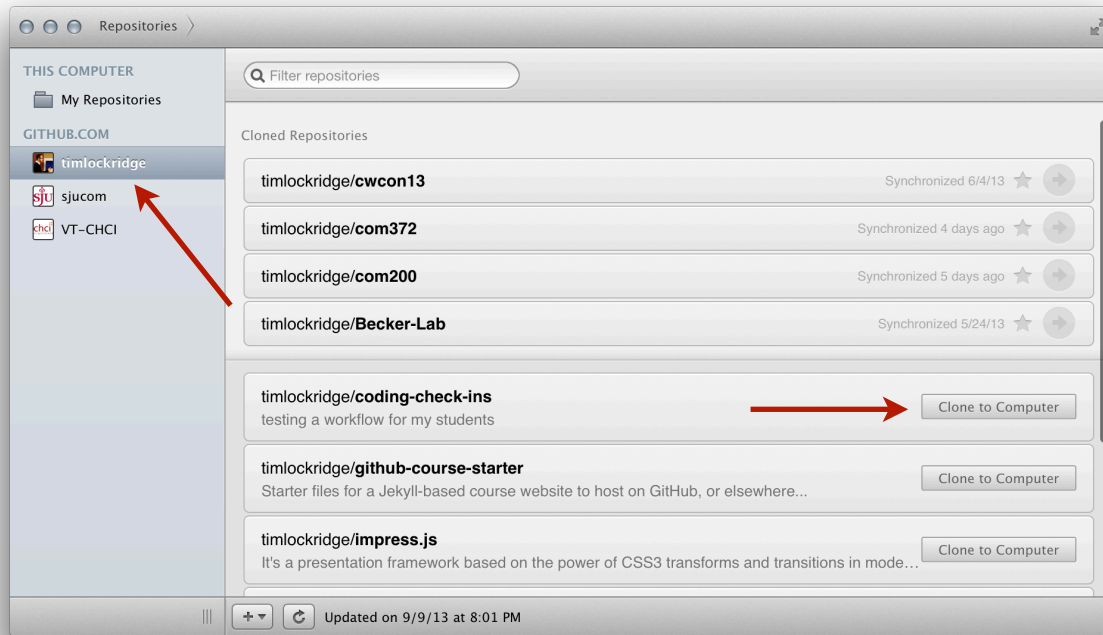 Repositories
THIS COMPUTER
My Repositories
GITHUB.COM
timlockridge
sju
sjucom
chci
VT-CHCI
Filter repositories
Cloned Repositories
timlockridge/cwcon13
Synchronized 6/4/13
timlockridge/com372
Synchronized 4 days ago
timlockridge/com200
Synchronized 5 days ago
timlockridge/Becker-Lab
Synchronized 5/24/13
timlockridge/coding-check-ins
testing a workflow for my students
Clone to Computer
timlockridge/github-course-starter
Starter files for a Jekyll-based course website to host on GitHub, or elsewhere...
Clone to Computer
timlockridge/impress.js
It's a presentation framework based on the power of CSS3 transforms and transitions in mode…
Clone to Computer
Updated on 9/9/13 at 8:01 PM